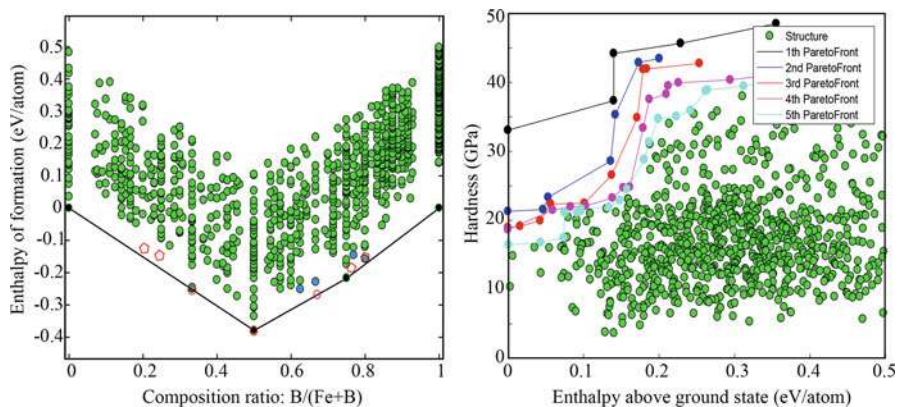 Enthalpy of formation (eV/atom)
0.5
0.4
0.3
0.2
0.1
0
-0.1
-0.2
-0.3
-0.4
0
0.2
0.4
0.6
0.8
1
Composition ratio: B/(Fe+B)
Hardness (GPa)
50
40
30
20
10
0
0
0.1
0.2
0.3
0.4
0.5
Enthalpy above ground state (eV/atom)
Structure
1th ParetoFront
2nd ParetoFront
3rd ParetoFront
4th ParetoFront
5th ParetoFront